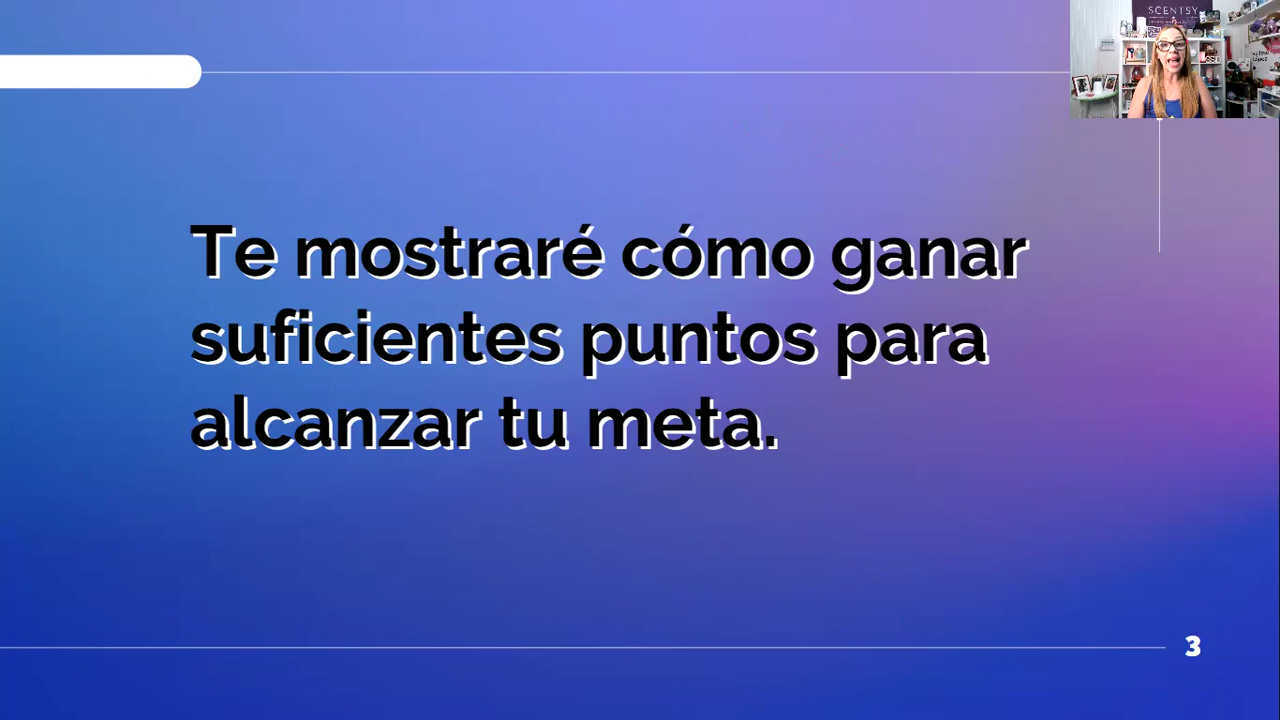 SCENTSY
Te mostraré cómo ganar
suficientes puntos para
alcanzar tu meta.
3